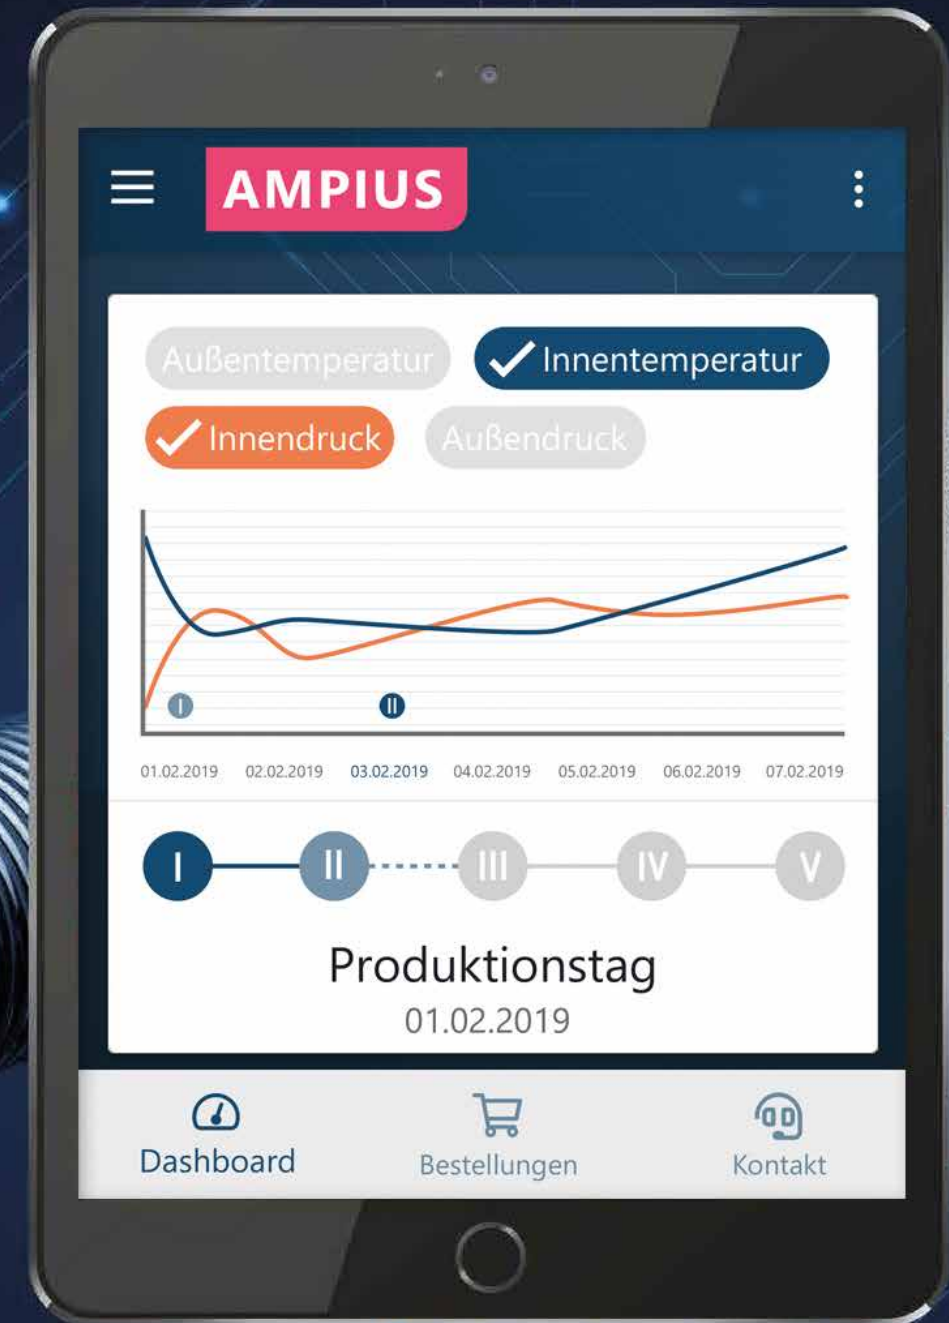 AMPIUS
Außentemperatur Innentemperatur
Innendruck Außendruck
I II
01.02.2019 02.02.2019 03.02.2019 04.02.2019 05.02.2019 06.02.2019 07.02.2019
I II III IV V
Produktionstag
01.02.2019
Dashboard Bestellungen Kontakt